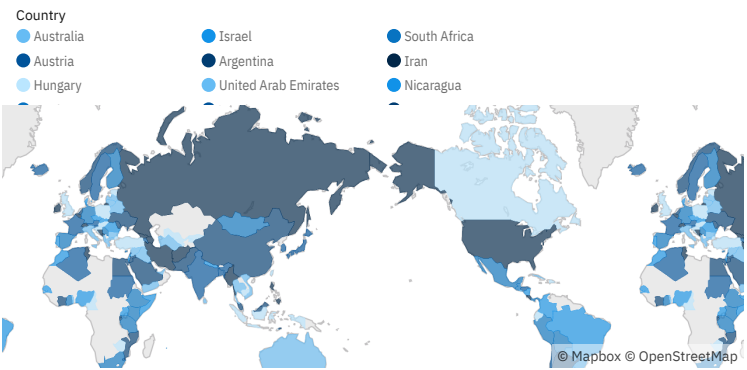 Country
Australia
Israel
South Africa
Austria
Argentina
Iran
Hungary
United Arab Emirates
Nicaragua
© Mapbox © OpenStreetMap